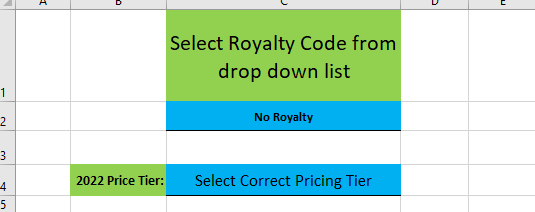 A B C D E
1 Select Royalty Code from
drop down list
2 No Royalty
3
4 2022 Price Tier: Select Correct Pricing Tier
5